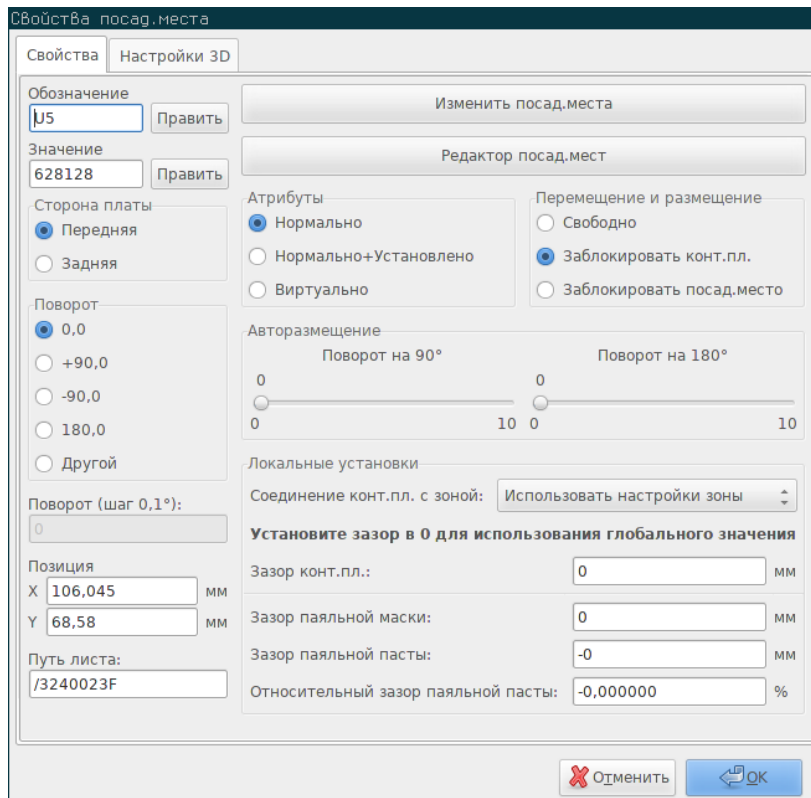 Свойства посад.места
Свойства
Настройки 3D
Обозначение
U5
Править
Значение
628128
Править
Сторона платы
Передняя
Задняя
Поворот
0,0
+90,0
-90,0
180,0
Другой
Поворот (шаг 0,1°):
0
Позиция
X 106,045 мм
Y 68,58 мм
Путь листа:
/3240023F
Изменить посад.места
Редактор посад.мест
Атрибуты
Нормально
Нормально+Установлено
Виртуально
Перемещение и размещение
Свободно
Заблокировать конт.пл.
Заблокировать посад.место
Авторазмещение
Поворот на 90°
0
0 10
Поворот на 180°
0
0 10
Локальные установки
Соединение конт.пл. с зоной: Использовать настройки зоны
Установите зазор в 0 для использования глобального значения
Зазор конт.пл.: 0 мм
Зазор паяльной маски: 0 мм
Зазор паяльной пасты: -0 мм
Относительный зазор паяльной пасты: -0,000000 %
Отменить
OK